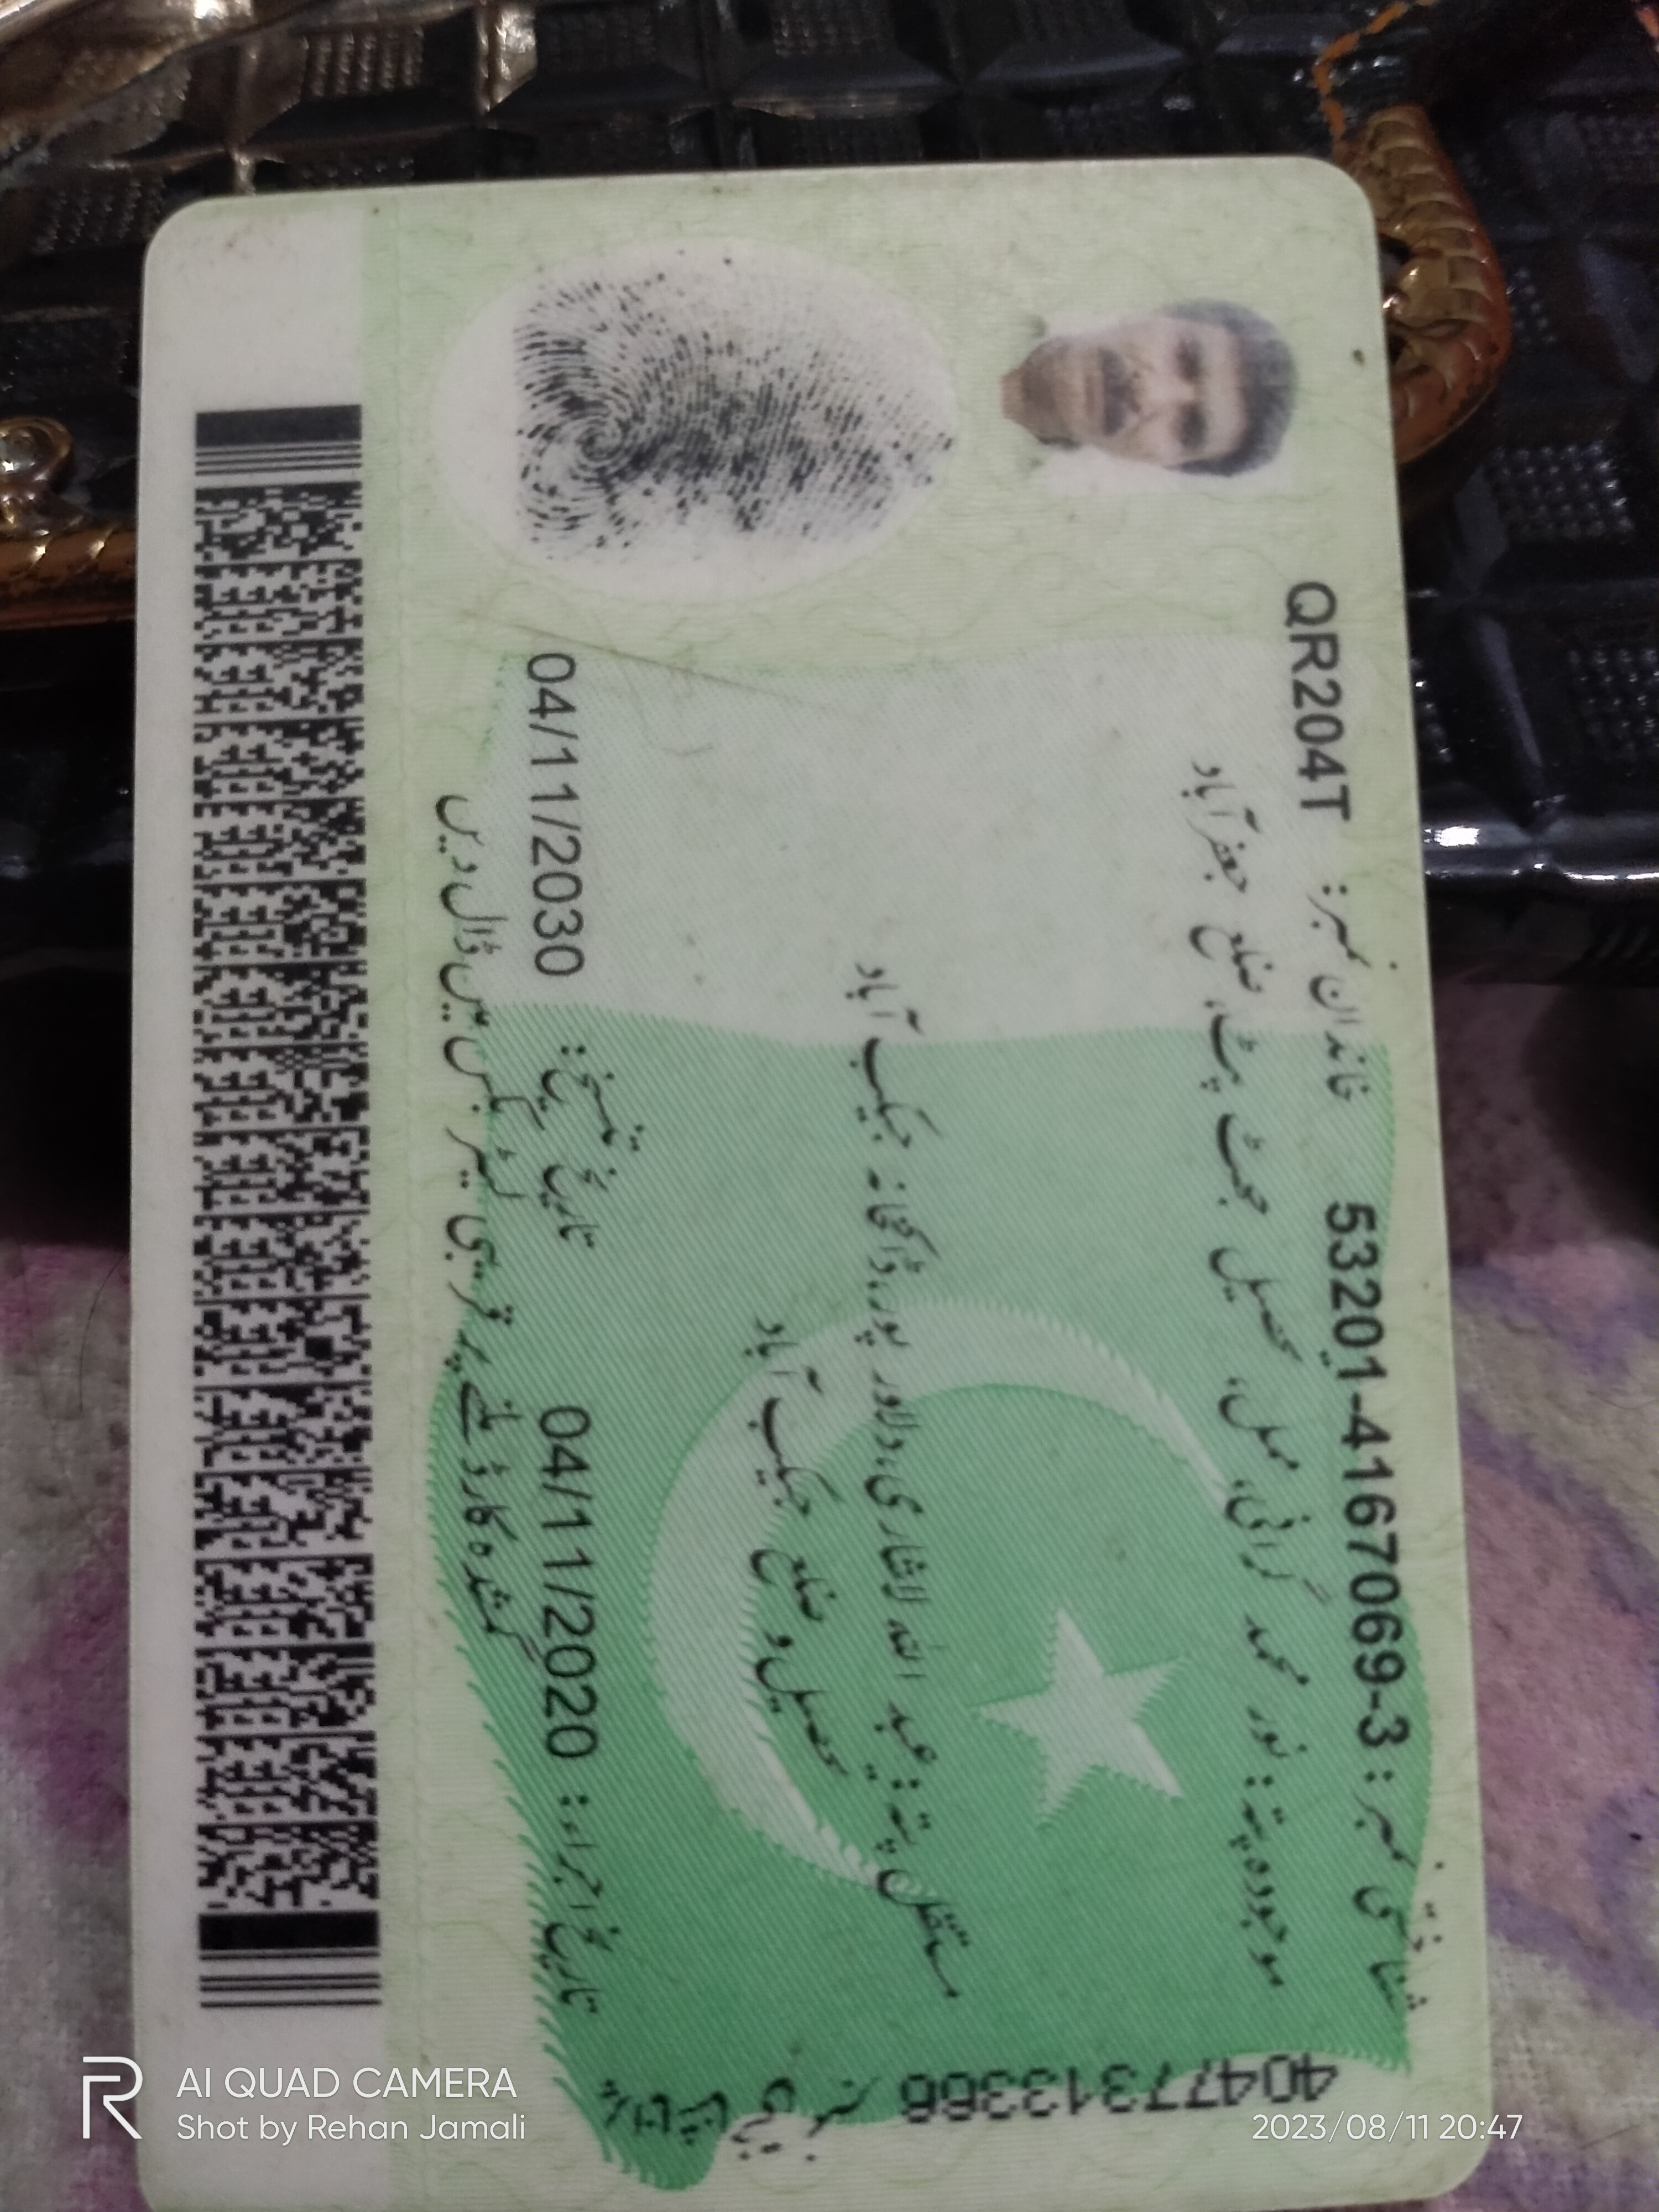 شناختی نمبر: 53201-4167069-3 خاندان نمبر: QR204T
موجودہ پتہ: نور محمد گرانی، ممل، تحصیل جھٹ پٹ، ضلع جعفر آباد
مستقل پتہ: عبد اللہ لاشاری، دلاور پور، ڈاکخانہ جیکب آباد
تحصیل و ضلع جیکب آباد
تاریخ اجراء: 04/11/2020 تاریخ تنسیخ: 04/11/2030
گمشدہ کارڈ ملنے پر قریبی لیٹر بکس میں ڈال دیں
شناختی نمبر
2023/08/11 20:47
AI QUAD CAMERA
Shot by Rehan Jamali